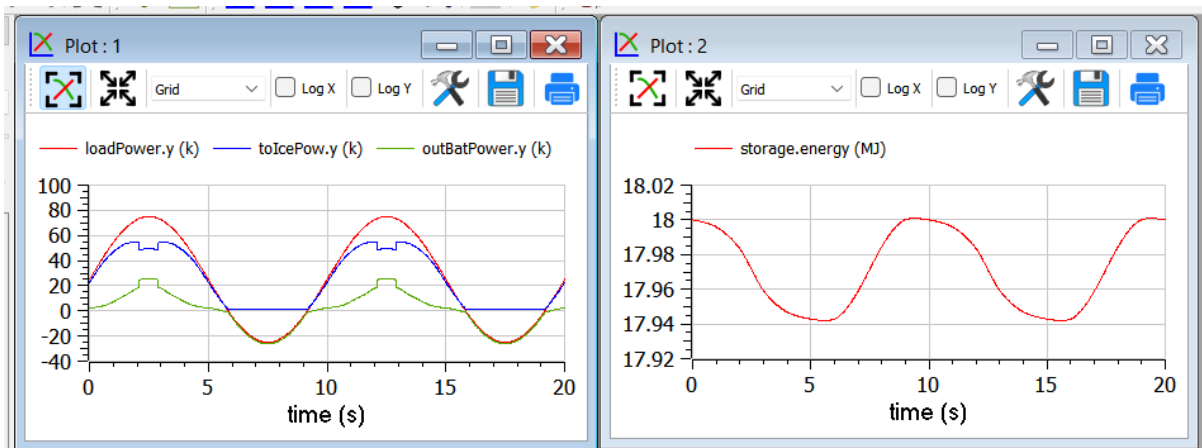 Plot : 1
Grid Log X Log Y
loadPower.y (k) toIcePow.y (k) outBatPower.y (k)
100
80
60
40
20
0
-20
-40
0 5 10 15 20
time (s)
Plot : 2
Grid Log X Log Y
storage.energy (MJ)
18.02
18
17.98
17.96
17.94
17.92
0 5 10 15 20
time (s)